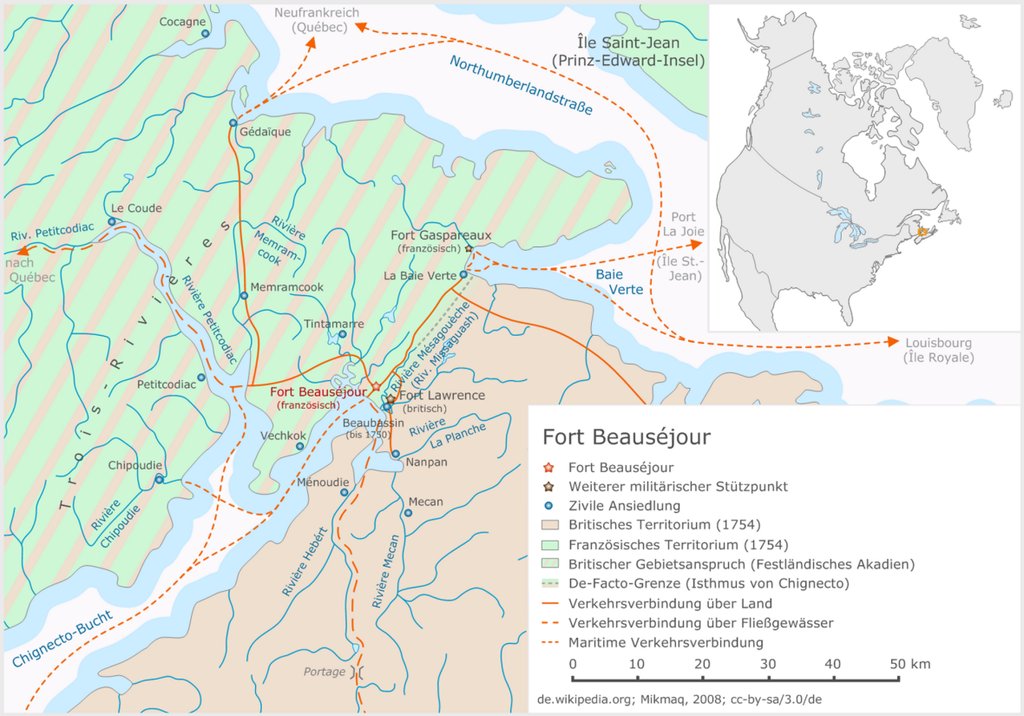 Neufrankreich
(Québec)
Cocagne
Île Saint-Jean
(Prinz-Edward-Insel)
Northumberlandstraße
Gédaïque
Le Coude
Riv. Petitcodiac
nach
Québec
Trois-Rivieres
Rivière
Memram-
cook
Fort Gaspareaux
(französisch)
La Baie Verte
Port
La Joie
(Île St.-
Jean)
Baie
Verte
Memramcook
Rivière Petitcodiac
Tintamarre
Rivière Mésagouèche
(Riv. Missaguash)
Louisbourg
(Île Royale)
Petitcodiac
Fort Beauséjour
(französisch)
Fort Lawrence
(britisch)
Beaubassin
(bis 1750)
Rivière
La Planche
Vechkok
Nanpan
Chipoudie
Ménoudie
Mecan
Rivière
Chipoudie
Rivière Hebért
Rivière Mecan
Chignecto-Bucht
Portage
Fort Beauséjour
Fort Beauséjour
Weiterer militärischer Stützpunkt
Zivile Ansiedlung
Britisches Territorium (1754)
Französisches Territorium (1754)
Britischer Gebietsanspruch (Festländisches Akadien)
De-Facto-Grenze (Isthmus von Chignecto)
Verkehrsverbindung über Land
Verkehrsverbindung über Fließgewässer
Maritime Verkehrsverbindung
0 10 20 30 40 50 km
de.wikipedia.org; Mikmaq, 2008; cc-by-sa/3.0/de